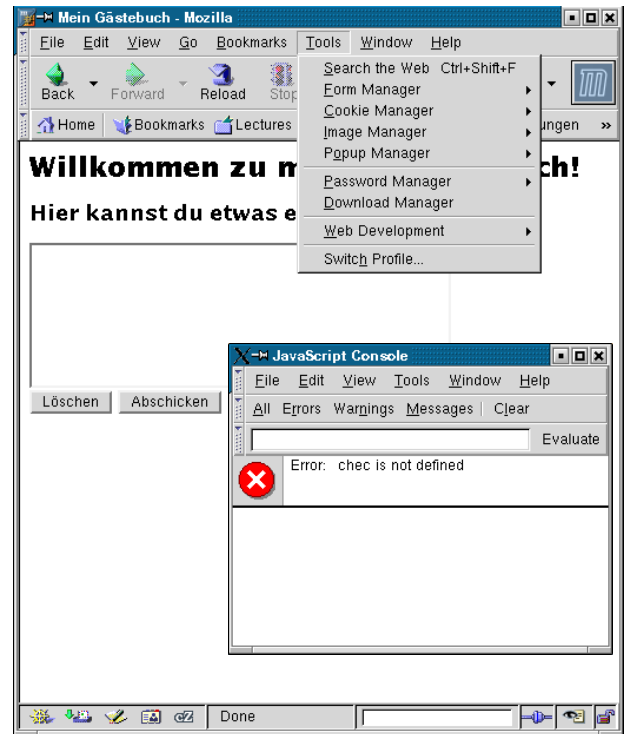 Mein Gästebuch - Mozilla
File Edit View Go Bookmarks Tools Window Help
Search the Web Ctrl+Shift+F
Form Manager
Cookie Manager
Image Manager
Popup Manager
Password Manager
Download Manager
Web Development
Switch Profile...
Back Forward Reload Stop
Home Bookmarks Lectures ungen »
Willkommen zu m ch!
Hier kannst du etwas e
Löschen Abschicken
JavaScript Console
File Edit View Tools Window Help
All Errors Warnings Messages Clear
Evaluate
Error: chec is not defined
cZ Done